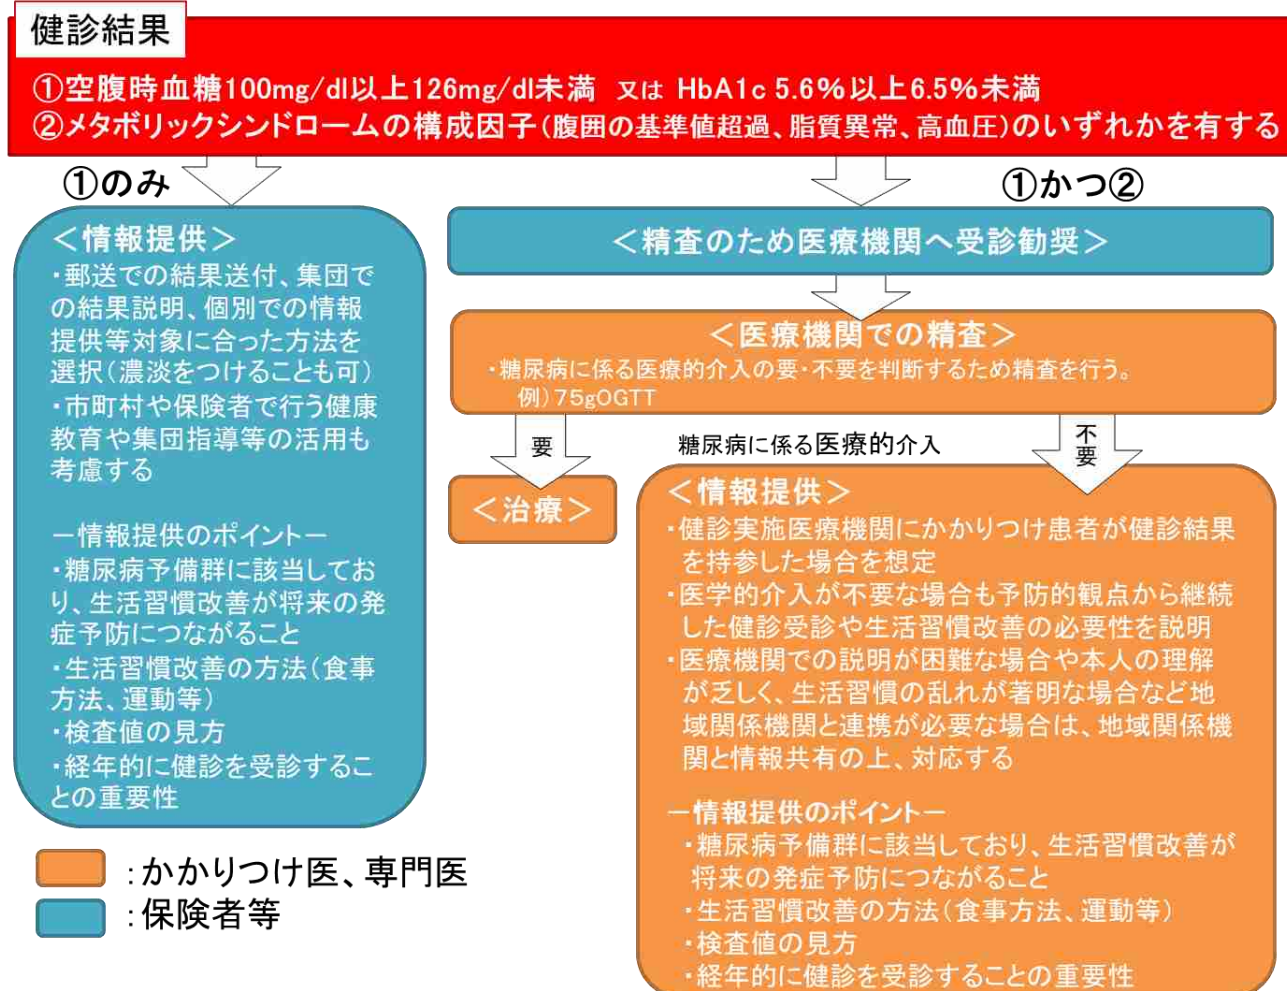 健診結果
①空腹時血糖100mg/dl以上126mg/dl未満 又は HbA1c 5.6%以上6.5%未満
②メタボリックシンドロームの構成因子(腹囲の基準値超過、脂質異常、高血圧)のいずれかを有する
①のみ
①かつ②
<情報提供>
・郵送での結果送付、集団で
の結果説明、個別での情報
提供等対象に合った方法を
選択(濃淡をつけることも可)
・市町村や保険者で行う健康
教育や集団指導等の活用も
考慮する
ー情報提供のポイントー
・糖尿病予備群に該当してお
り、生活習慣改善が将来の発
症予防につながること
・生活習慣改善の方法(食事
方法、運動等)
・検査値の見方
・経年的に健診を受診するこ
との重要性
<精査のため医療機関へ受診勧奨>
<医療機関での精査>
・糖尿病に係る医療的介入の要・不要を判断するため精査を行う。
例)75gOGTT
要
糖尿病に係る医療的介入
不要
<治療>
<情報提供>
・健診実施医療機関にかかりつけ患者が健診結果
を持参した場合を想定
・医学的介入が不要な場合も予防的観点から継続
した健診受診や生活習慣改善の必要性を説明
・医療機関での説明が困難な場合や本人の理解
が乏しく、生活習慣の乱れが著明な場合など地
域関係機関と連携が必要な場合は、地域関係機
関と情報共有の上、対応する
ー情報提供のポイントー
・糖尿病予備群に該当しており、生活習慣改善が
将来の発症予防につながること
・生活習慣改善の方法(食事方法、運動等)
・検査値の見方
・経年的に健診を受診することの重要性
:かかりつけ医、専門医
:保険者等